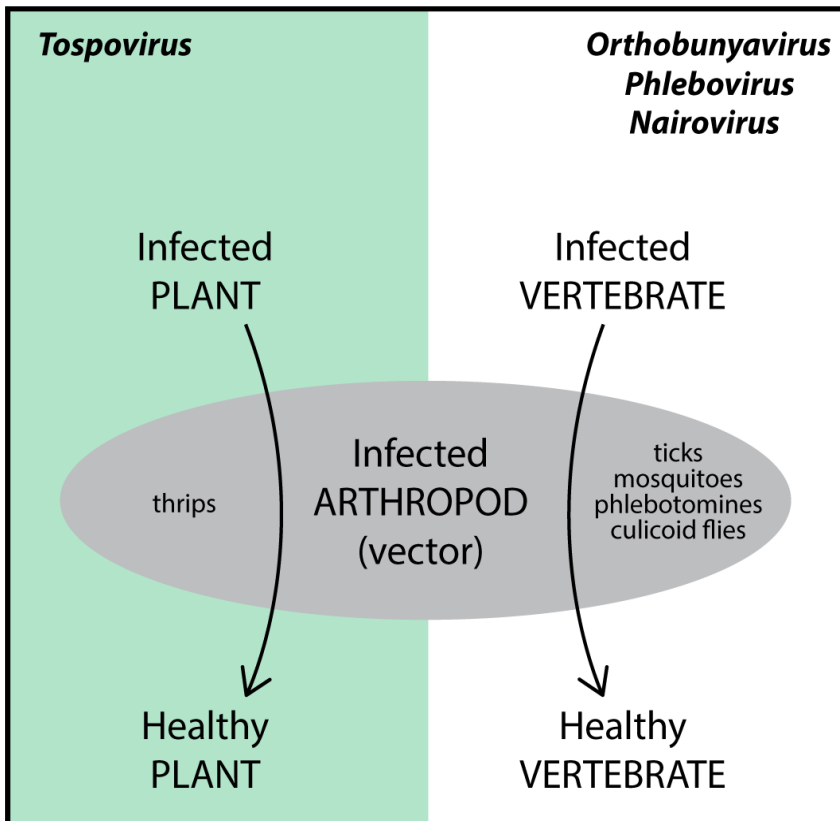 Tospovirus
Orthobunyavirus
Phlebovirus
Nairovirus
Infected
PLANT
Infected
VERTEBRATE
thrips
Infected
ARTHROPOD
(vector)
ticks
mosquitoes
phlebotomines
culicoid flies
Healthy
PLANT
Healthy
VERTEBRATE